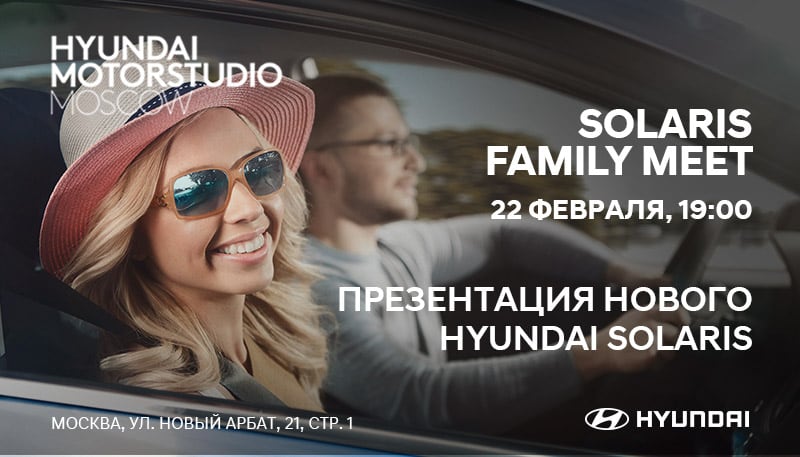 HYUNDAI
MOTORSTUDIO
MOSCOW
SOLARIS
FAMILY MEET
22 ФЕВРАЛЯ, 19:00
ПРЕЗЕНТАЦИЯ НОВОГО
HYUNDAI SOLARIS
МОСКВА, УЛ. НОВЫЙ АРБАТ, 21, СТР. 1
HYUNDAI